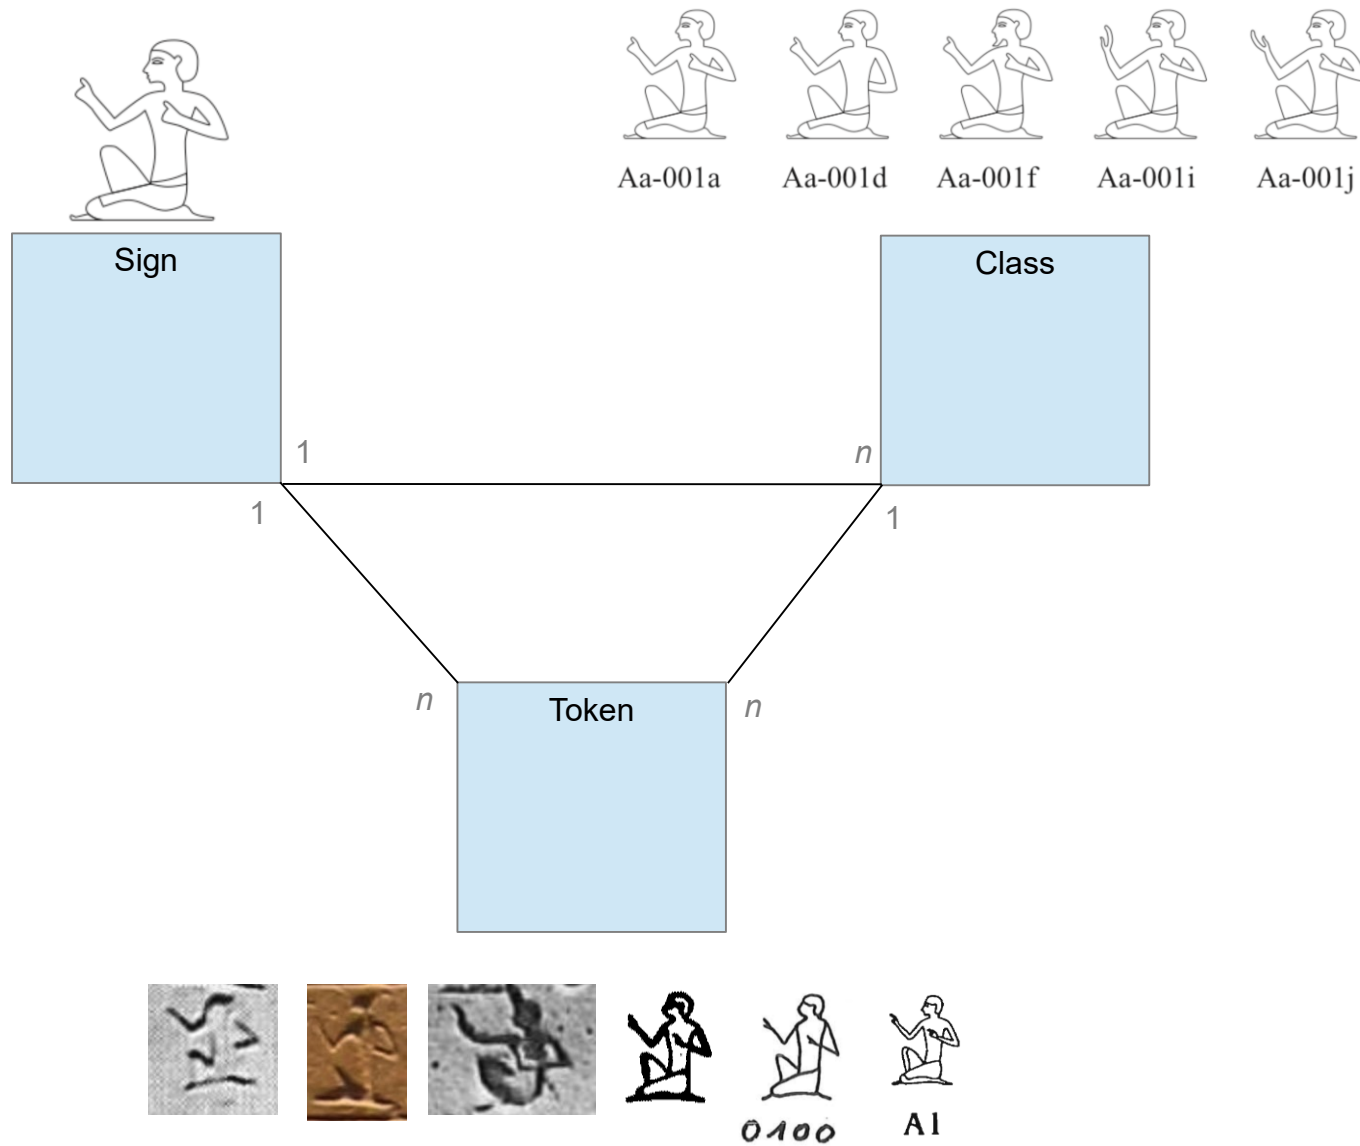 Aa-001a Aa-001d Aa-001f Aa-001i Aa-001j
Sign Class
1 n
1 1
n n
Token
0100 A1